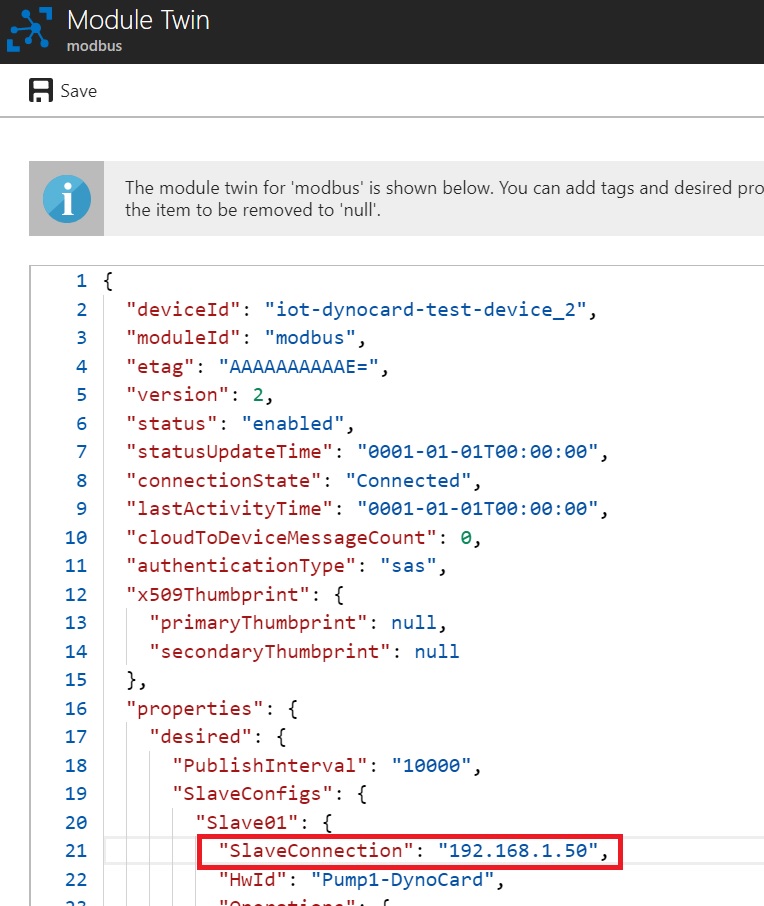 Module Twin
modbus
Save
The module twin for 'modbus' is shown below. You can add tags and desired pro
the item to be removed to 'null'.
1 {
2 "deviceId": "iot-dynocard-test-device_2",
3 "moduleId": "modbus",
4 "etag": "AAAAAAAAAAE=",
5 "version": 2,
6 "status": "enabled",
7 "statusUpdateTime": "0001-01-01T00:00:00",
8 "connectionState": "Connected",
9 "lastActivityTime": "0001-01-01T00:00:00",
10 "cloudToDeviceMessageCount": 0,
11 "authenticationType": "sas",
12 "x509Thumbprint": {
13 "primaryThumbprint": null,
14 "secondaryThumbprint": null
15 },
16 "properties": {
17 "desired": {
18 "PublishInterval": "10000",
19 "SlaveConfigs": {
20 "Slave01": {
21 "SlaveConnection": "192.168.1.50",
22 "HwId": "Pump1-DynoCard",
23 "Operations": {